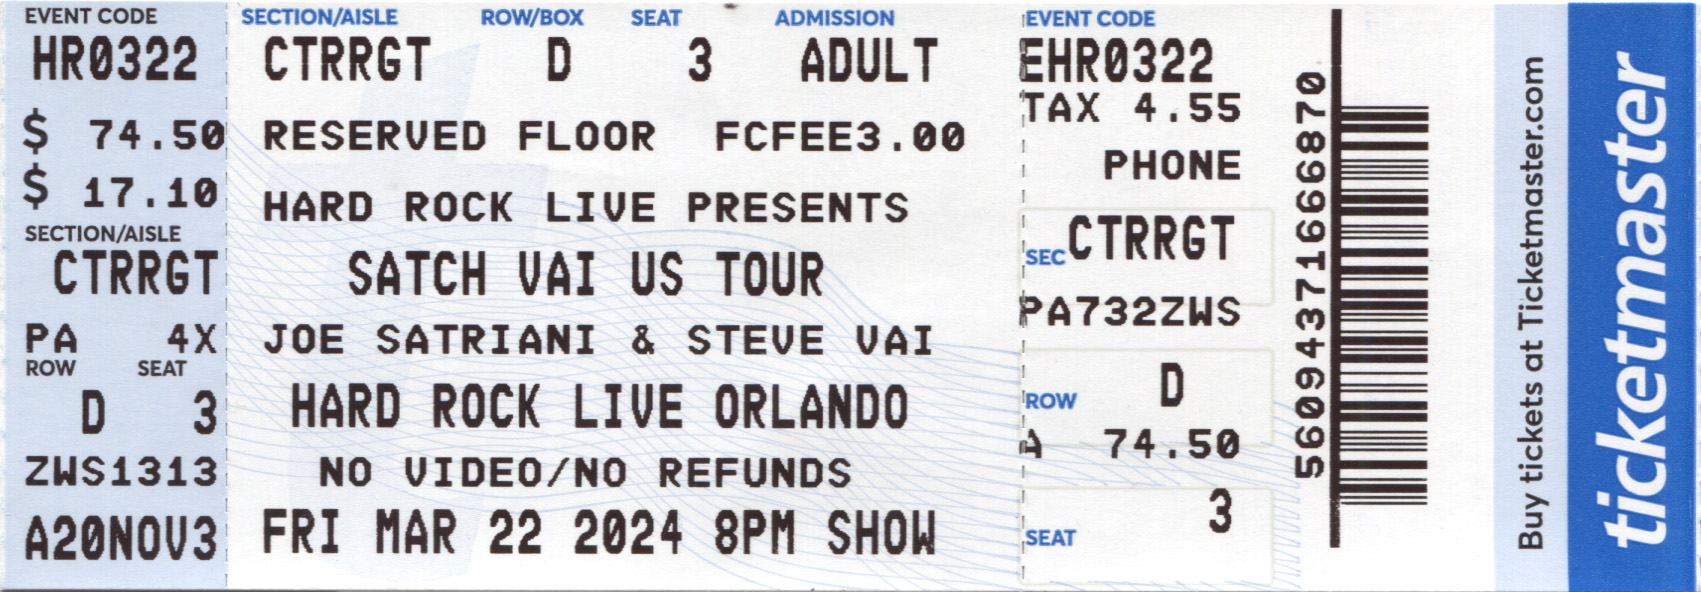 EVENT CODE
HR0322
$ 74.50
$ 17.10
SECTION/AISLE
CTRRGT
PA 4X
ROW SEAT
D 3
ZWS1313
A20NOV3
SECTION/AISLE ROW/BOX SEAT ADMISSION
CTRRGT D 3 ADULT
RESERVED FLOOR FCFEE3.00
HARD ROCK LIVE PRESENTS
SATCH VAI US TOUR
JOE SATRIANI & STEVE VAI
HARD ROCK LIVE ORLANDO
NO VIDEO/NO REFUNDS
FRI MAR 22 2024 8PM SHOW
EVENT CODE
EHR0322
TAX 4.55
PHONE
SEC CTRRGT
PA732ZWS
ROW D
A 74.50
3
SEAT
56094371666870
Buy tickets at Ticketmaster.com
ticketmaster